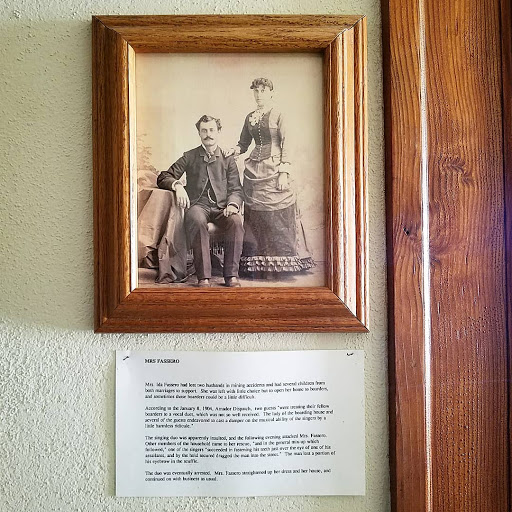 MRS FASSERO
Mrs. Ida Fassero had lost two husbands in mining accidents and had several children from
both marriages to support. She was left with little choice but to open her house to boarders,
and sometimes those boarders could be a little difficult.
According to the January 8, 1904, Amador Dispatch, two guests "were treating their fellow
boarders to a vocal duet, which was not so well received. The lady of the boarding house and
several of the guests endeavored to cast a damper on the musical ability of the singers by a
little harmless ridicule."
The singing duo was apparently insulted, and the following evening attacked Mrs. Fassero.
Other members of the household came to her rescue, "and in the general mix-up which
followed," one of the singers "succeeded in fastening his teeth just over the eye of one of his
assailants, and by the hold secured dragged the man into the street." The man lost a portion of
his eyebrow in the scuffle.
The duo was eventually arrested. Mrs. Fassero straightened up her dress and her house, and
continued on with business as usual.